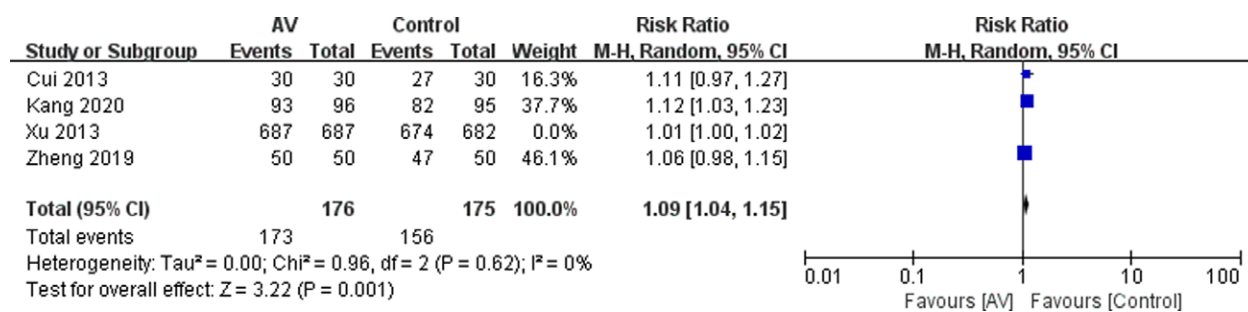 AV Control Risk Ratio Risk Ratio
Study or Subgroup Events Total Events Total Weight M-H, Random, 95% CI M-H, Random, 95% CI
Cui 2013 30 30 27 30 16.3% 1.11 [0.97, 1.27]
Kang 2020 93 96 82 95 37.7% 1.12 [1.03, 1.23]
Xu 2013 687 687 674 682 0.0% 1.01 [1.00, 1.02]
Zheng 2019 50 50 47 50 46.1% 1.06 [0.98, 1.15]
Total (95% CI) 176 175 100.0% 1.09 [1.04, 1.15]
Total events 173 156
Heterogeneity: Tau² = 0.00; Chi² = 0.96, df = 2 (P = 0.62); I² = 0%
Test for overall effect: Z = 3.22 (P = 0.001)
0.01 0.1 1 10 100
Favours [AV] Favours [Control]